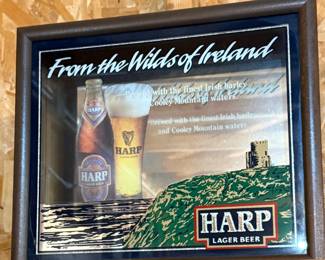 From the Wilds of Ireland
with the finest Irish barley
Cooley Mountain waters.
Brewed with the finest Irish barley
and Cooley Mountain waters
HARP
HARP
HARP
LAGER BEER